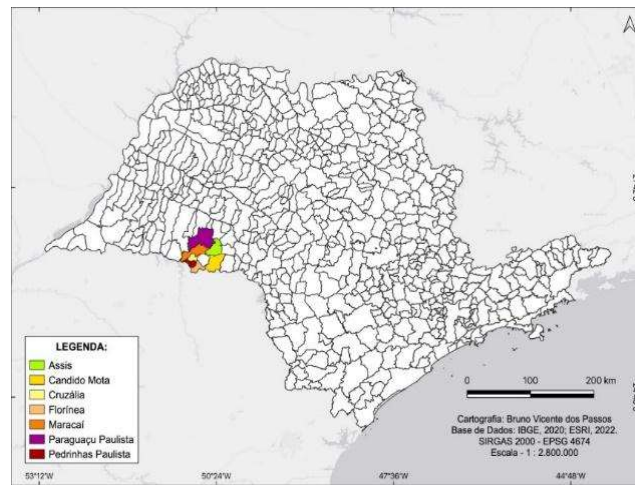 LEGENDA:
Assis
Candido Mota
Cruzália
Florínea
Maracaí
Paraguaçu Paulista
Pedrinhas Paulista
0 100 200 km
Cartografia: Bruno Vicente dos Passos
Base de Dados: IBGE, 2020; ESRI, 2022.
SIRGAS 2000 - EPSG 4674
Escala - 1 : 2.800.000
53°12'W 50°24'W 47°36'W 44°48'W